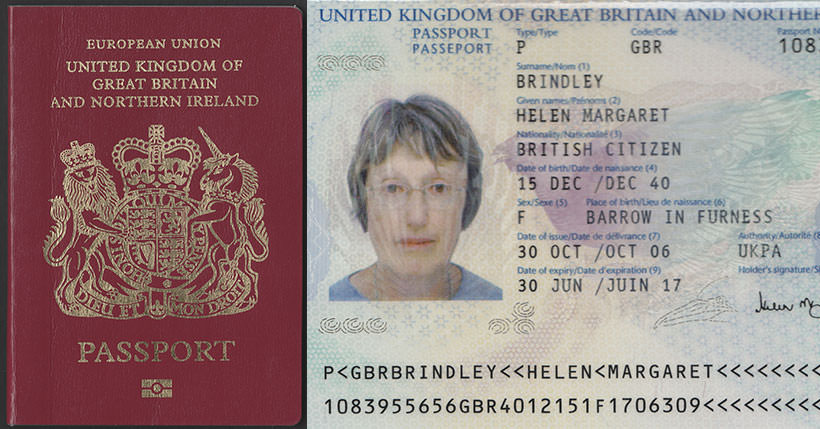 EUROPEAN UNION
UNITED KINGDOM OF
GREAT BRITAIN
AND NORTHERN IRELAND
DIEU ET MON DROIT
PASSPORT
UNITED KINGDOM OF GREAT BRITAIN AND NORTHER
PASSPORT
PASSEPORT
Type/Type Code/Code Passport N
P GBR 108
Surname/Nom (1)
BRINDLEY
Given names/Prénoms (2)
HELEN MARGARET
Nationality/Nationalité (3)
BRITISH CITIZEN
Date of birth/Date de naissance (4)
15 DEC /DEC 40
Sex/Sexe (5) Place of birth/Lieu de naissance (6)
F BARROW IN FURNESS
Date of issue/Date de délivrance (7) Authority/Autorité (8
30 OCT /OCT 06 UKPA
Date of expiry/Date d'expiration (9) Holder's signature/Si
30 JUN /JUIN 17
P<GBRBRINDLEY<<HELEN<MARGARET<<<<<<<<
1083955656GBR4012151F1706309<<<<<<<<<